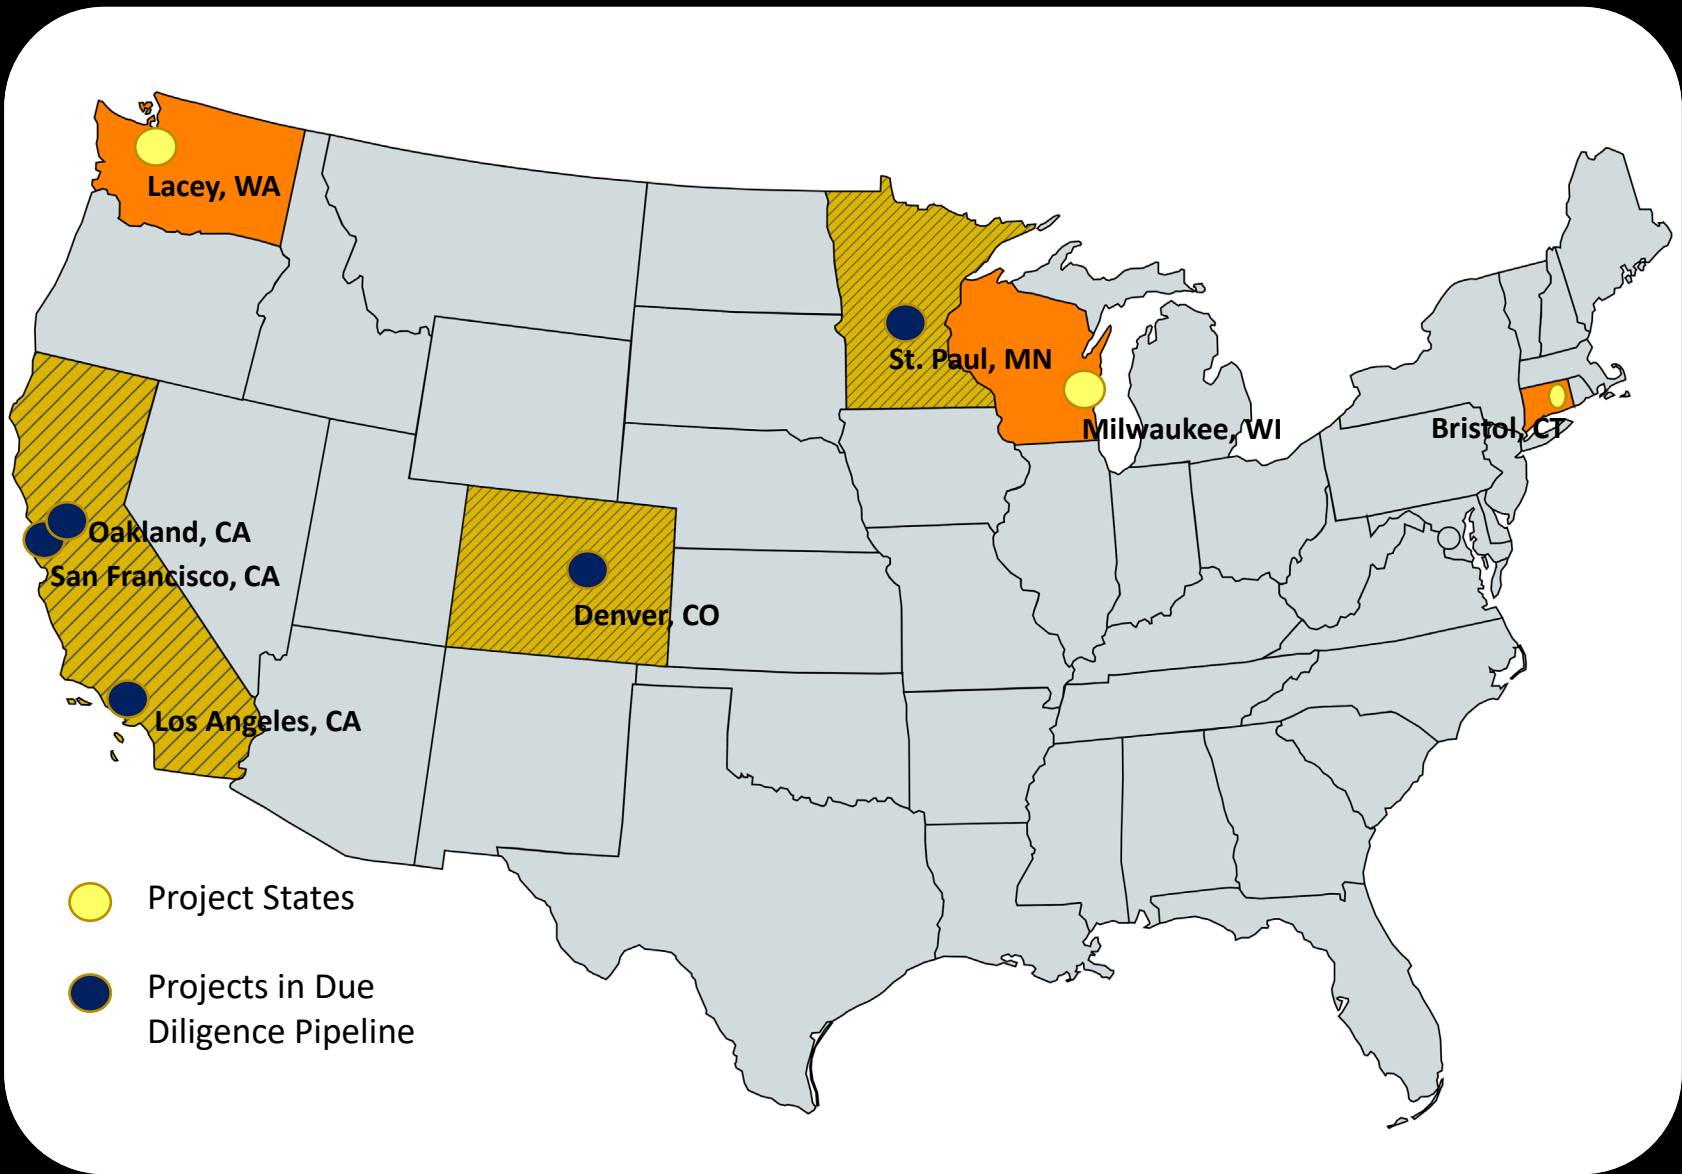 Lacey, WA
St. Paul, MN
Milwaukee, WI
Bristol, CT
Oakland, CA
San Francisco, CA
Denver, CO
Los Angeles, CA
Project States
Projects in Due
Diligence Pipeline